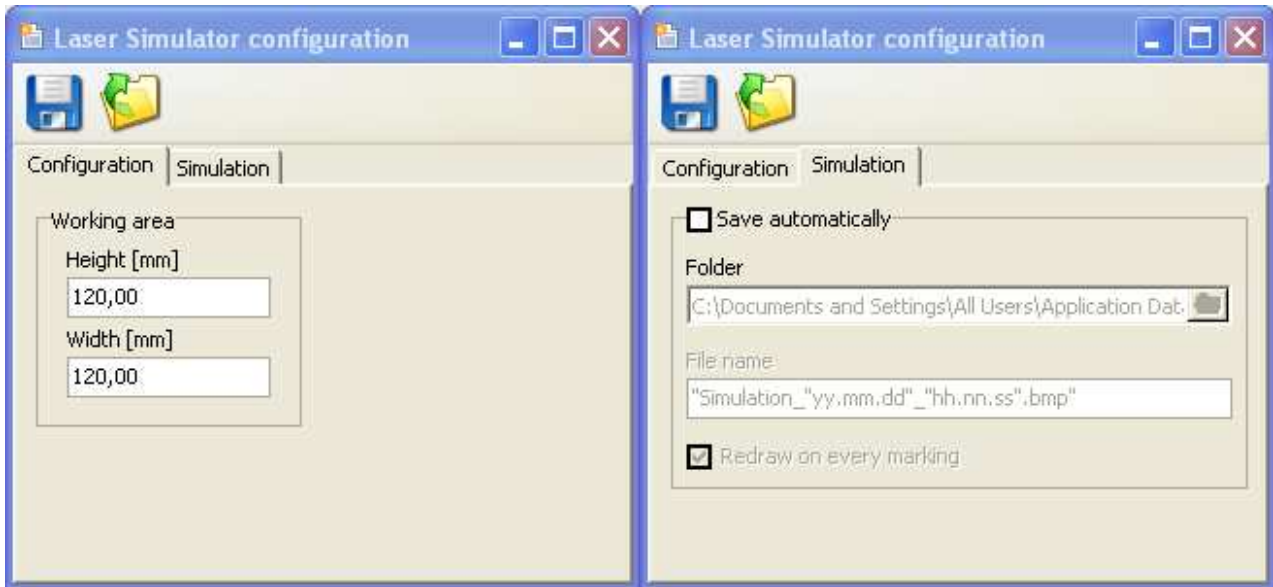 Laser Simulator configuration
Configuration
Simulation
Working area
Height [mm]
120,00
Width [mm]
120,00
Laser Simulator configuration
Configuration
Simulation
Save automatically
Folder
C:\Documents and Settings\All Users\Application Dat
File name
"Simulation_"yy.mm.dd"_"hh.nn.ss".bmp"
Redraw on every marking